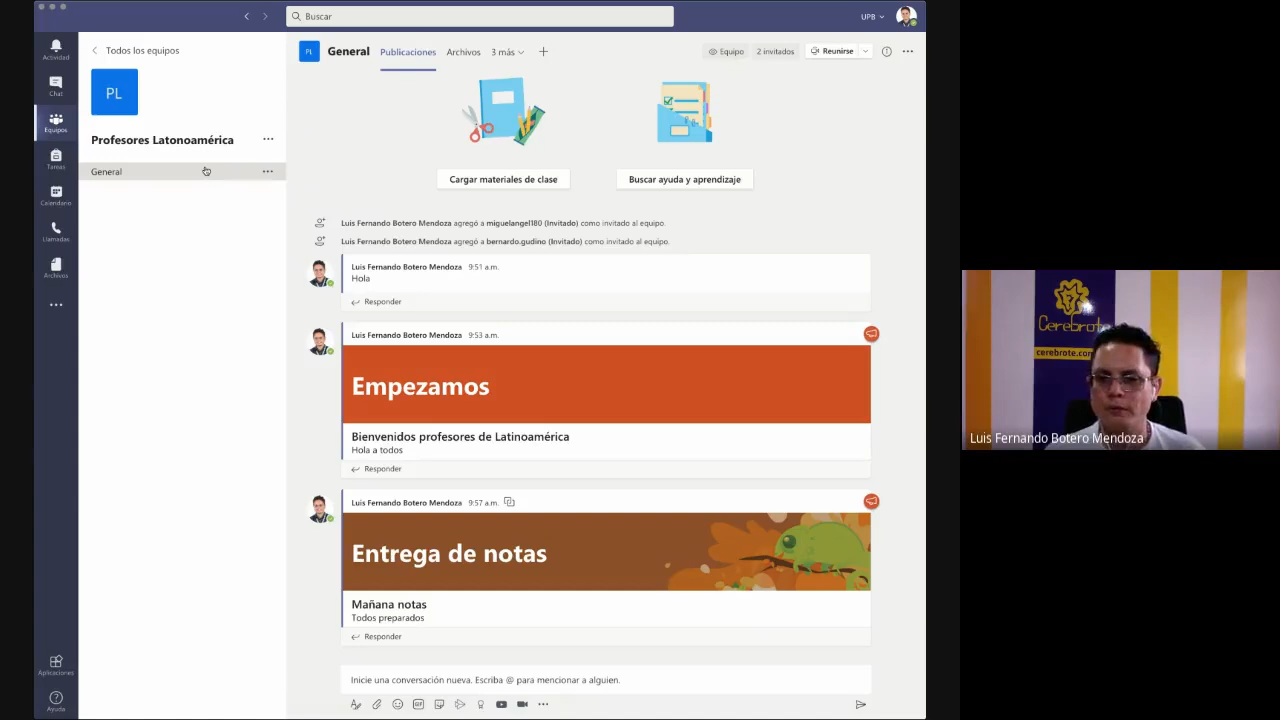 Buscar
UPB
Actividad
Chat
Equipos
Tareas
Calendario
Llamadas
Archivos
Aplicaciones
Ayuda
Todos los equipos
PL
Profesores Latonoamérica
General
PL
General
Publicaciones
Archivos
3 más
Equipo
2 invitados
Reunirse
Cargar materiales de clase
Buscar ayuda y aprendizaje
Luis Fernando Botero Mendoza agregó a miguelangel180 (Invitado) como invitado al equipo.
Luis Fernando Botero Mendoza agregó a bernardo.gudino (Invitado) como invitado al equipo.
Luis Fernando Botero Mendoza 9:51 a.m.
Hola
Responder
Luis Fernando Botero Mendoza 9:53 a.m.
Empezamos
Bienvenidos profesores de Latinoamérica
Hola a todos
Responder
Luis Fernando Botero Mendoza 9:57 a.m.
Entrega de notas
Mañana notas
Todos preparados
Responder
Inicie una conversación nueva. Escriba @ para mencionar a alguien.
GIF
Cerebrote
cerebrote.com
Luis Fernando Botero Mendoza